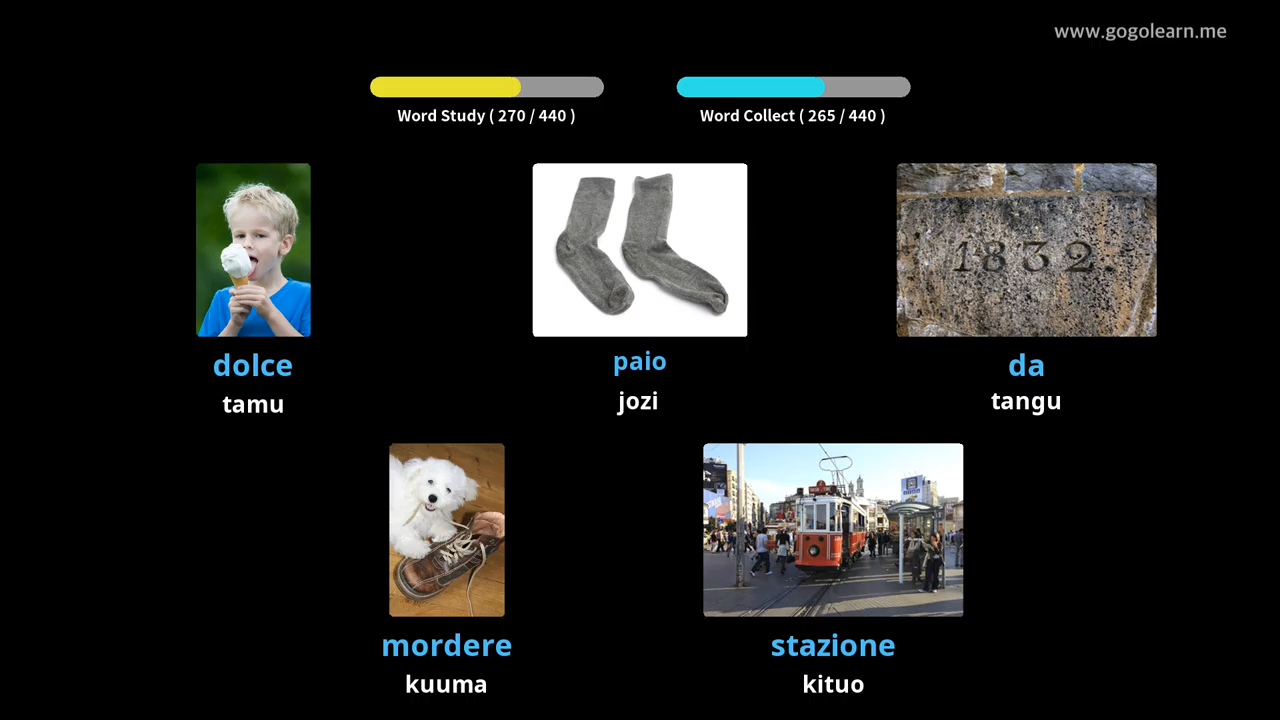 www.gogolearn.me
Word Study ( 270 / 440 )
Word Collect ( 265 / 440 )
1832.
dolce
paio
da
tamu
jozi
tangu
mordere
stazione
kuuma
kituo